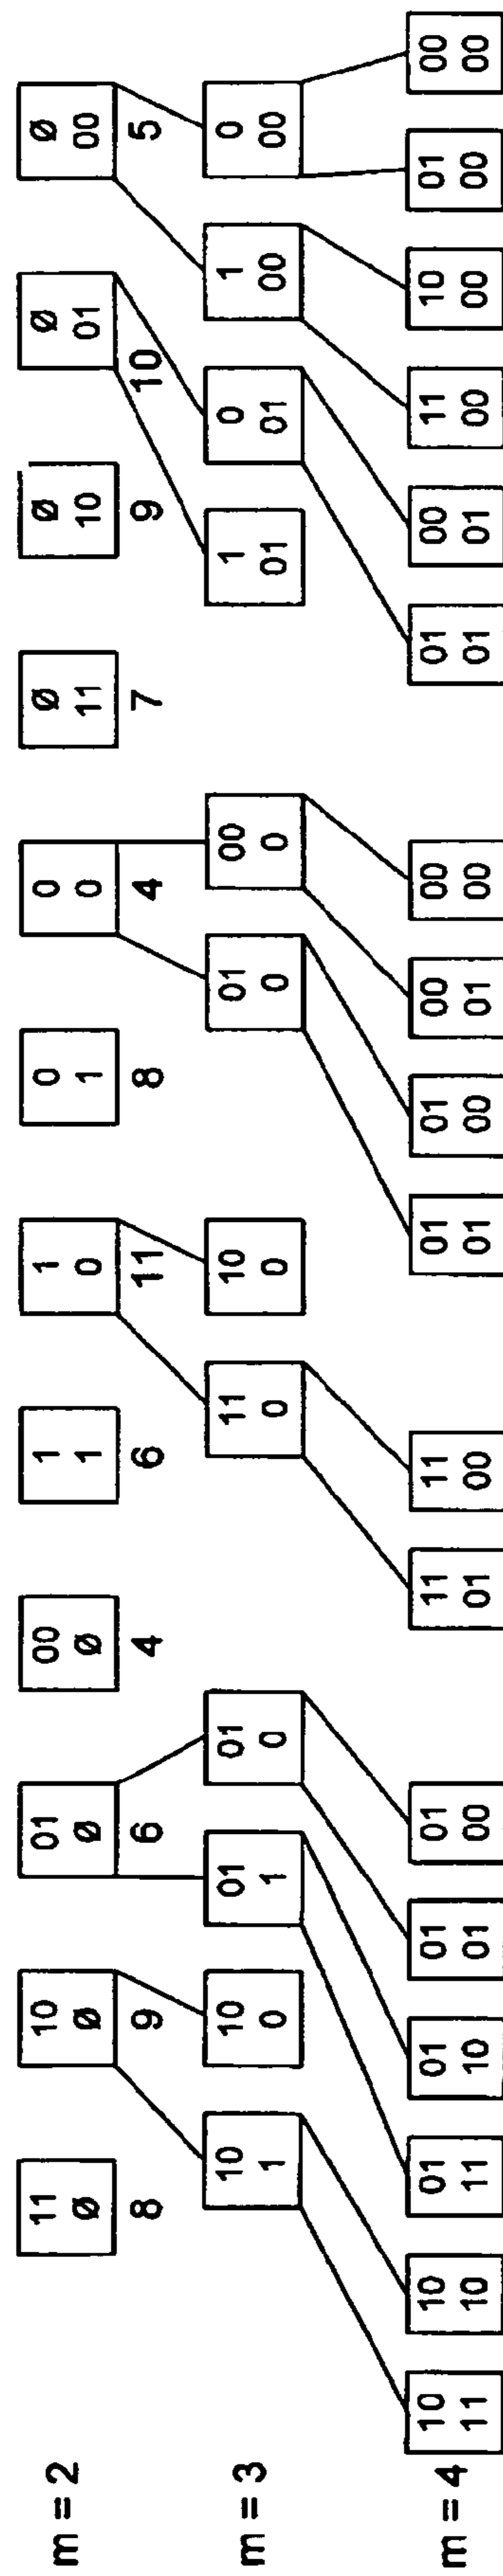 m = 2
11 10 01 00 1 1 0 0 Ø Ø Ø Ø
Ø Ø Ø Ø 1 0 1 0 11 10 01 00
8 9 6 4 6 11 8 4 7 9 10 5
m = 3
10 10 01 01 11 10 01 00 1 0 1 0
1 0 1 0 0 0 0 0 01 01 00 00
m = 4
10 10 01 01 01 01 11 11 01 01 00 00 01 00 11 10 01 00
11 10 11 10 01 00 01 00 01 00 01 00 01 01 00 00 00 00